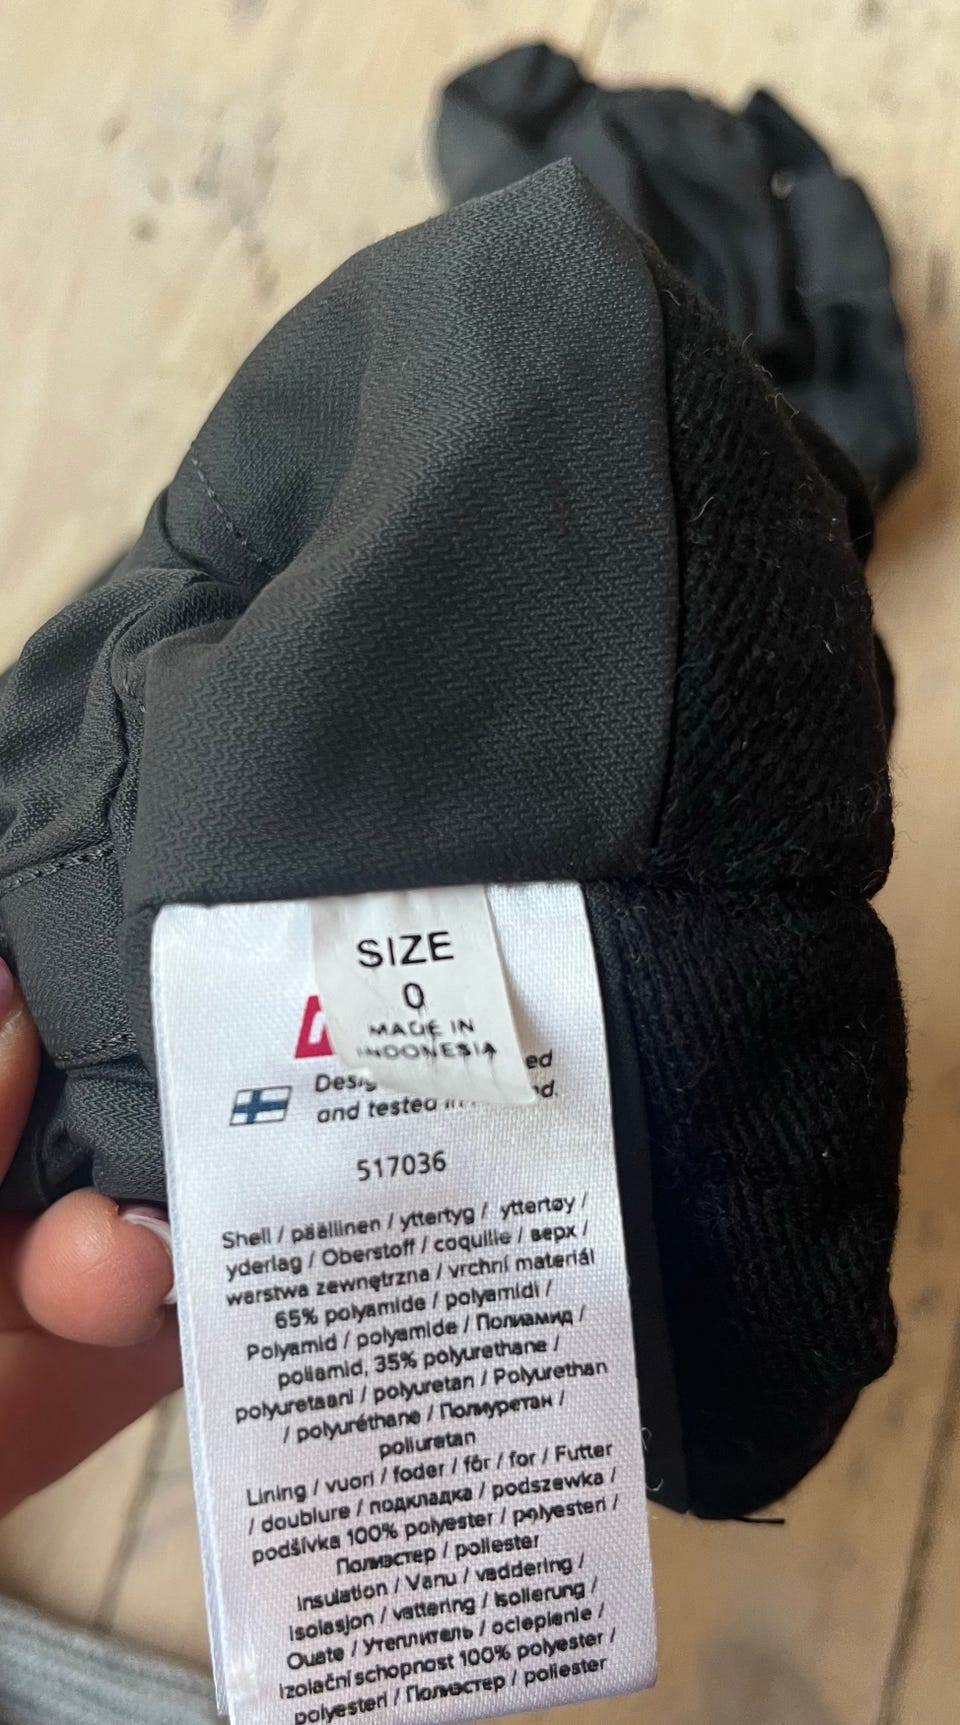 SIZE
0
MADE IN
INDONESIA
and tested
517036
Shell / päällinen / yttertyg / yttertøy /
yderlag / Oberstoff / coquille / верх /
warstwa zewnętrzna / vrchní materiál
65% polyamide / polyamidi /
Polyamid / polyamide / Полиамид /
poliamid, 35% polyurethane /
polyuretaani / polyuretan / Polyurethan
/ polyuréthane / Полиуретан /
poliuretan
Lining / vuori / foder / fôr / for / Futter
/ doublure / подкладка / podszewka /
podšívka 100% polyester / polyesteri /
Полиэстер / poliester
Insulation / Vanu / vaddering /
isolasjon / vattering / Isolierung /
Ouate / Утеплитель / ocieplenie /
Izolační schopnost 100% polyester /
polyesteri / Полиэстер / poliester